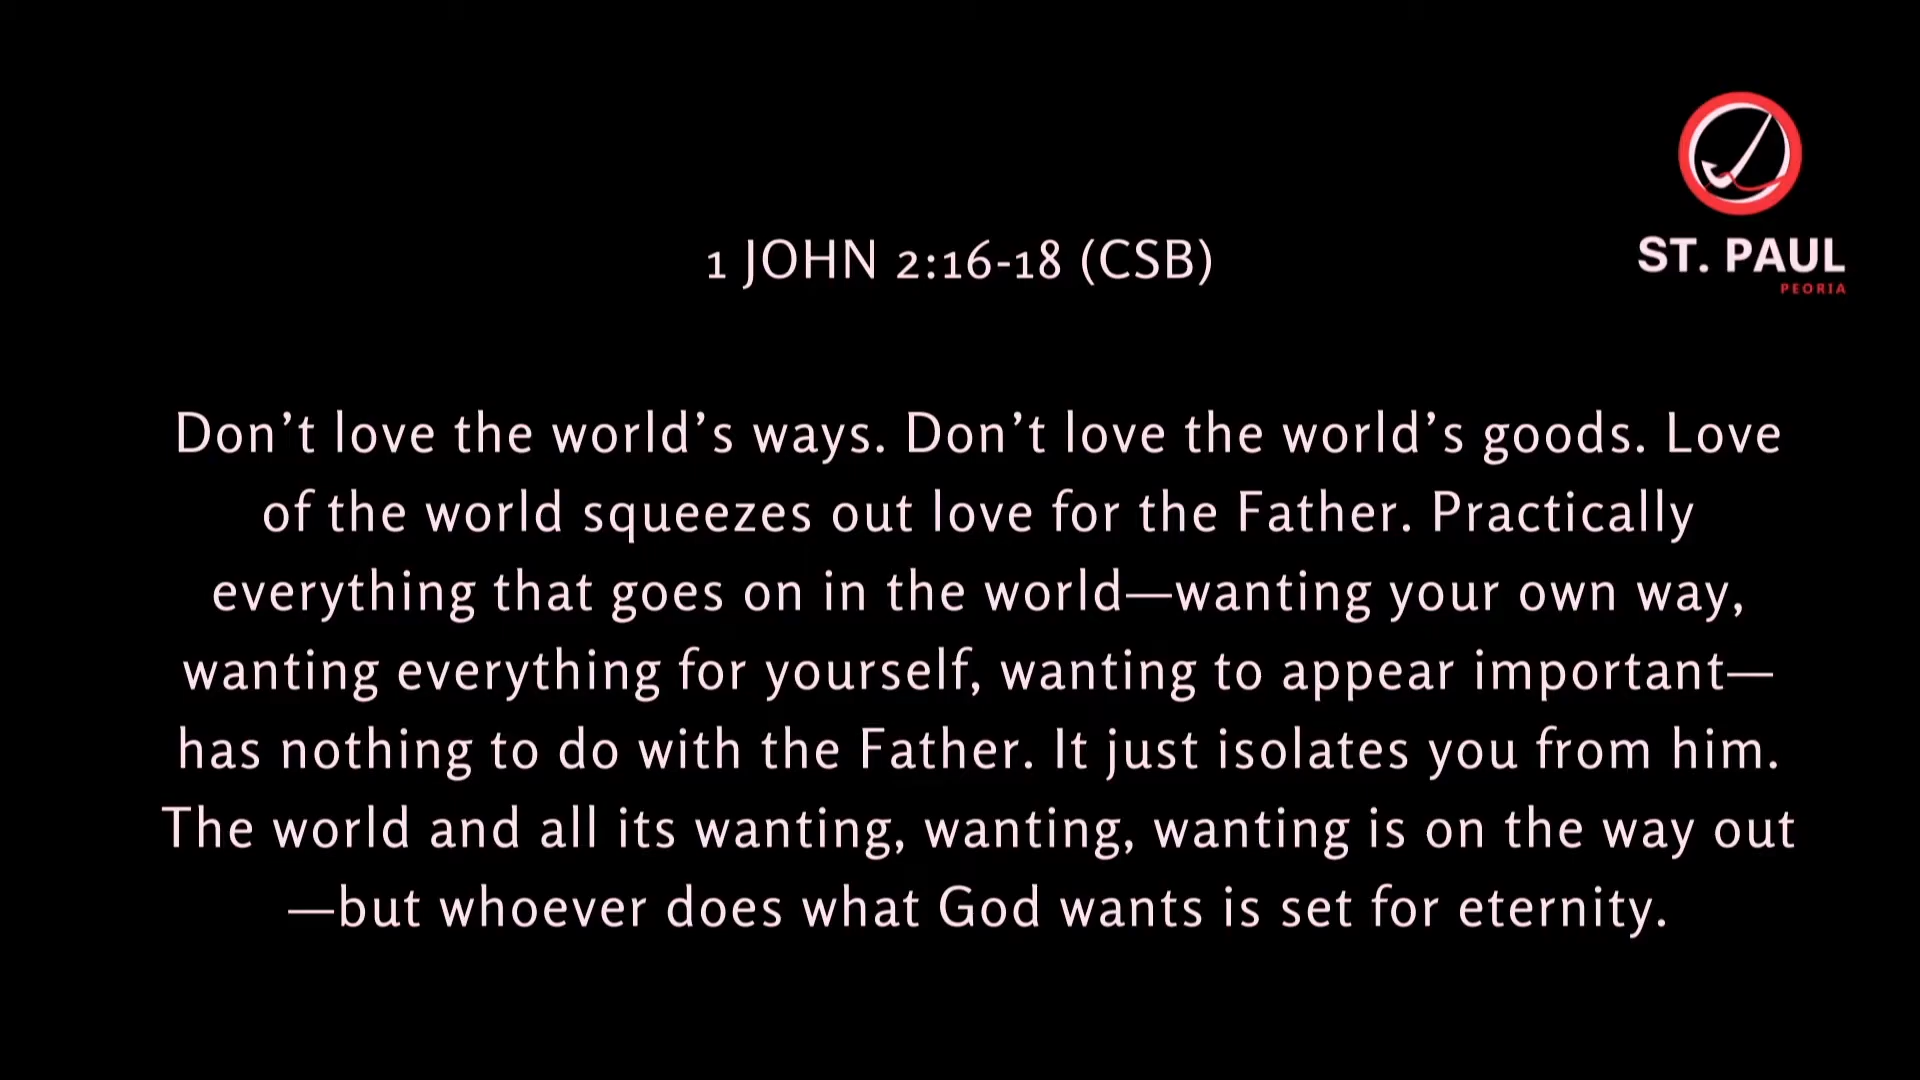 ST. PAUL
PEORIA
1 JOHN 2:16-18 (CSB)
Don’t love the world’s ways. Don’t love the world’s goods. Love
of the world squeezes out love for the Father. Practically
everything that goes on in the world—wanting your own way,
wanting everything for yourself, wanting to appear important—
has nothing to do with the Father. It just isolates you from him.
The world and all its wanting, wanting, wanting is on the way out
—but whoever does what God wants is set for eternity.